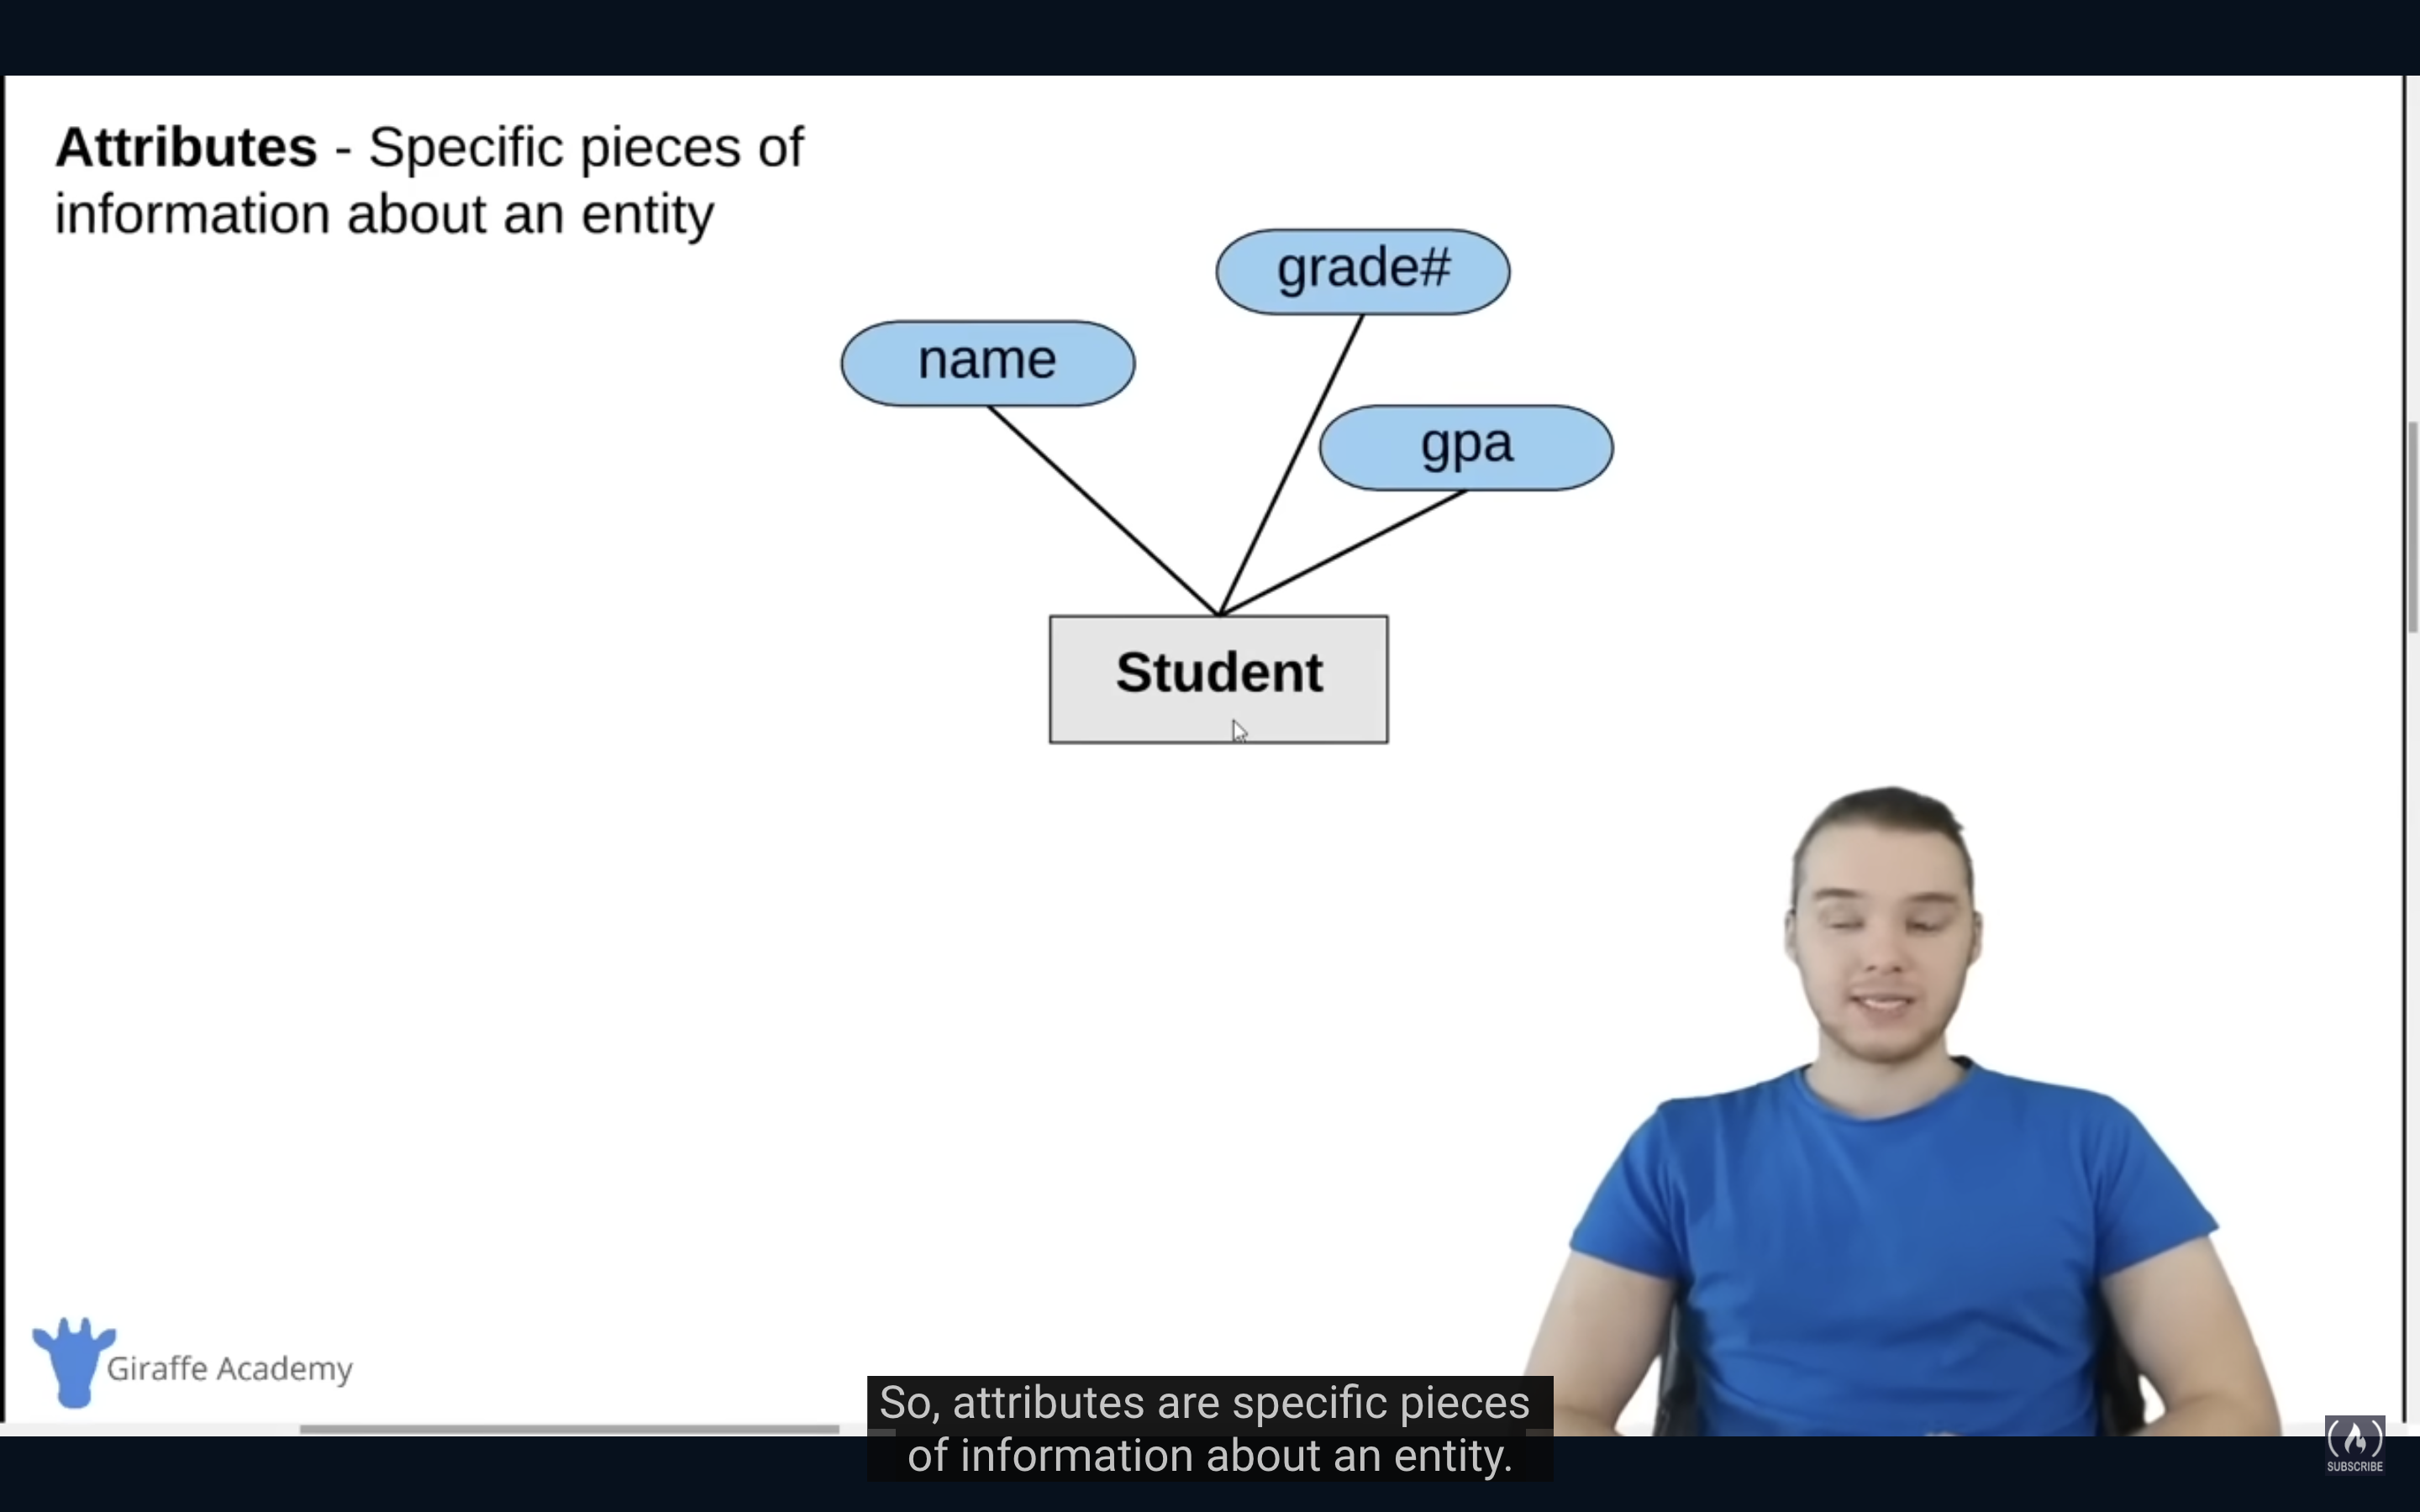 Attributes - Specific pieces of
information about an entity
grade#
name
gpa
Student
Giraffe Academy
So, attributes are specific pieces
of information about an entity.
SUBSCRIBE